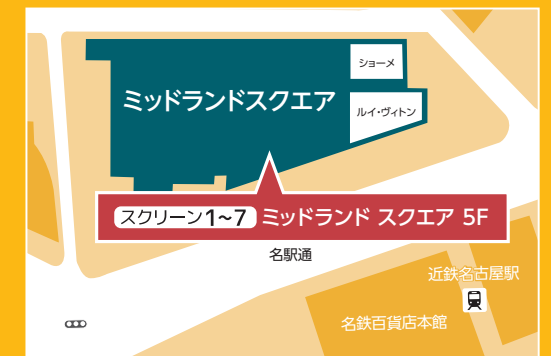 ショーメ
ミッドランドスクエア
ルイ・ヴィトン
スクリーン1~7 ミッドランド スクエア 5F
名駅通
近鉄名古屋駅
名鉄百貨店本館